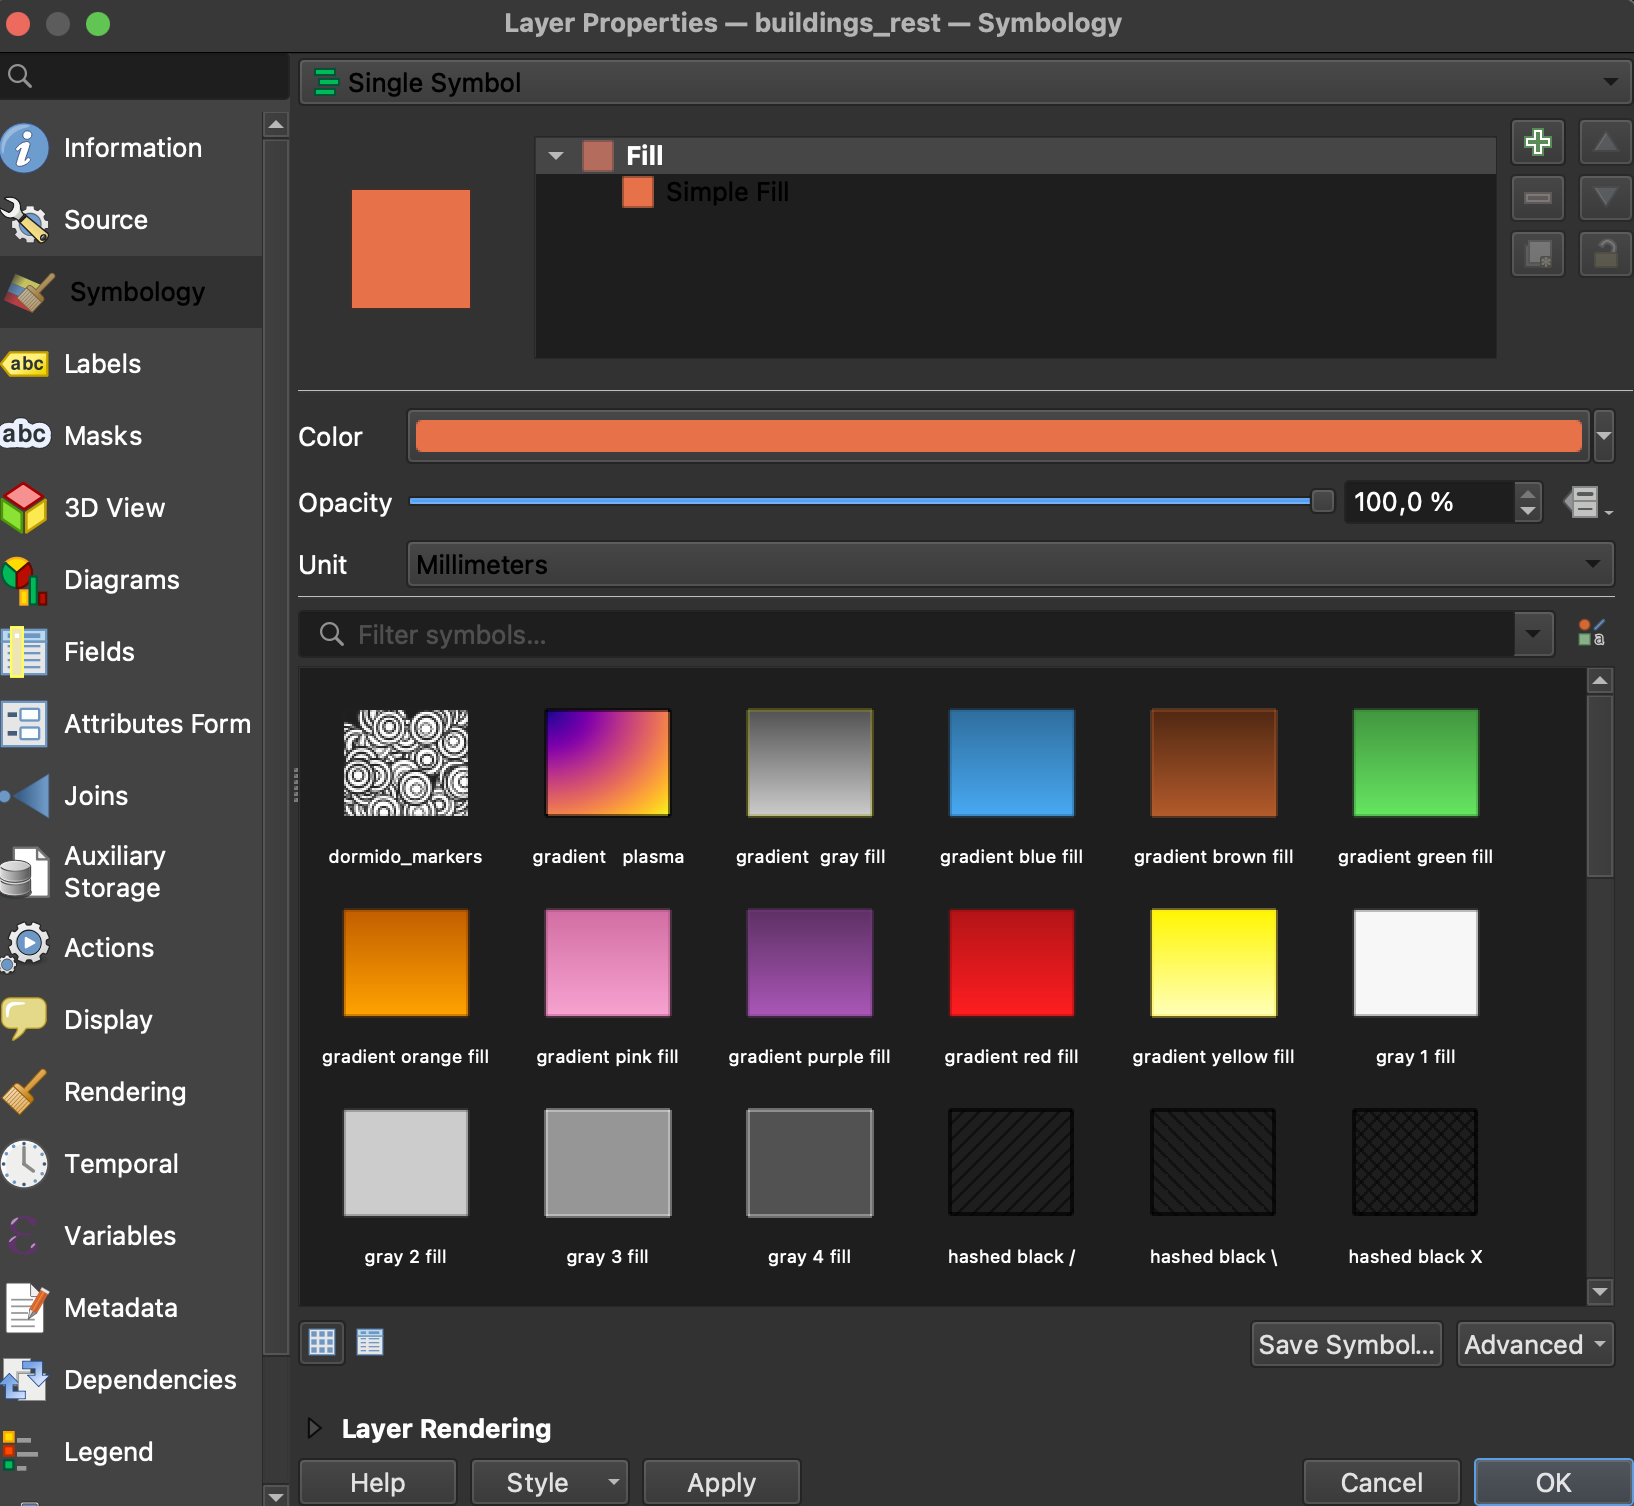 Layer Properties — buildings_rest — Symbology
Single Symbol
Information
Source
Symbology
abc Labels
abc Masks
3D View
Diagrams
Fields
Attributes Form
Joins
Auxiliary
Storage
Actions
Display
Rendering
Temporal
Variables
Metadata
Dependencies
Legend
Fill
Simple Fill
Color
Opacity 100,0 %
Unit Millimeters
Filter symbols...
a
dormido_markers gradient plasma gradient gray fill gradient blue fill gradient brown fill gradient green fill
gradient orange fill gradient pink fill gradient purple fill gradient red fill gradient yellow fill gray 1 fill
gray 2 fill gray 3 fill gray 4 fill hashed black / hashed black \ hashed black X
Save Symbol... Advanced
Layer Rendering
Help Style Apply Cancel OK